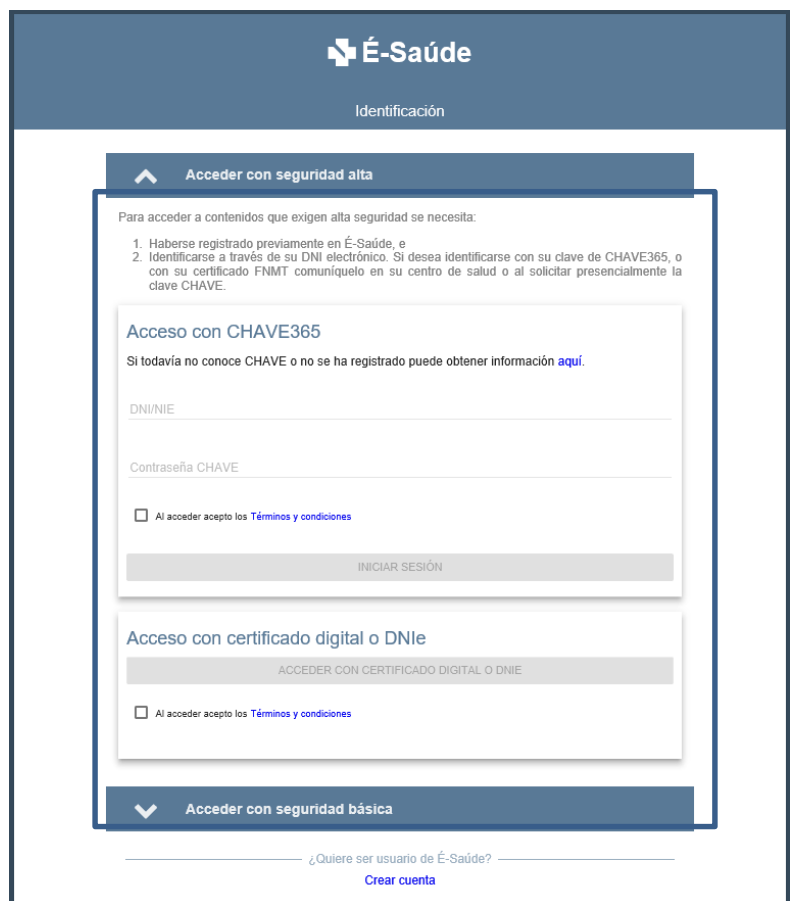 É-Saúde
Identificación
Acceder con seguridad alta
Para acceder a contenidos que exigen alta seguridad se necesita:
1. Haberse registrado previamente en É-Saúde, e
2. Identificarse a través de su DNI electrónico. Si desea identificarse con su clave de CHAVE365, o
con su certificado FNMT comuníquelo en su centro de salud o al solicitar presencialmente la
clave CHAVE.
Acceso con CHAVE365
Si todavía no conoce CHAVE o no se ha registrado puede obtener información aquí.
DNI/NIE
Contraseña CHAVE
Al acceder acepto los Términos y condiciones
INICIAR SESIÓN
Acceso con certificado digital o DNIe
ACCEDER CON CERTIFICADO DIGITAL O DNIE
Al acceder acepto los Términos y condiciones
Acceder con seguridad básica
¿Quiere ser usuario de É-Saúde?
Crear cuenta